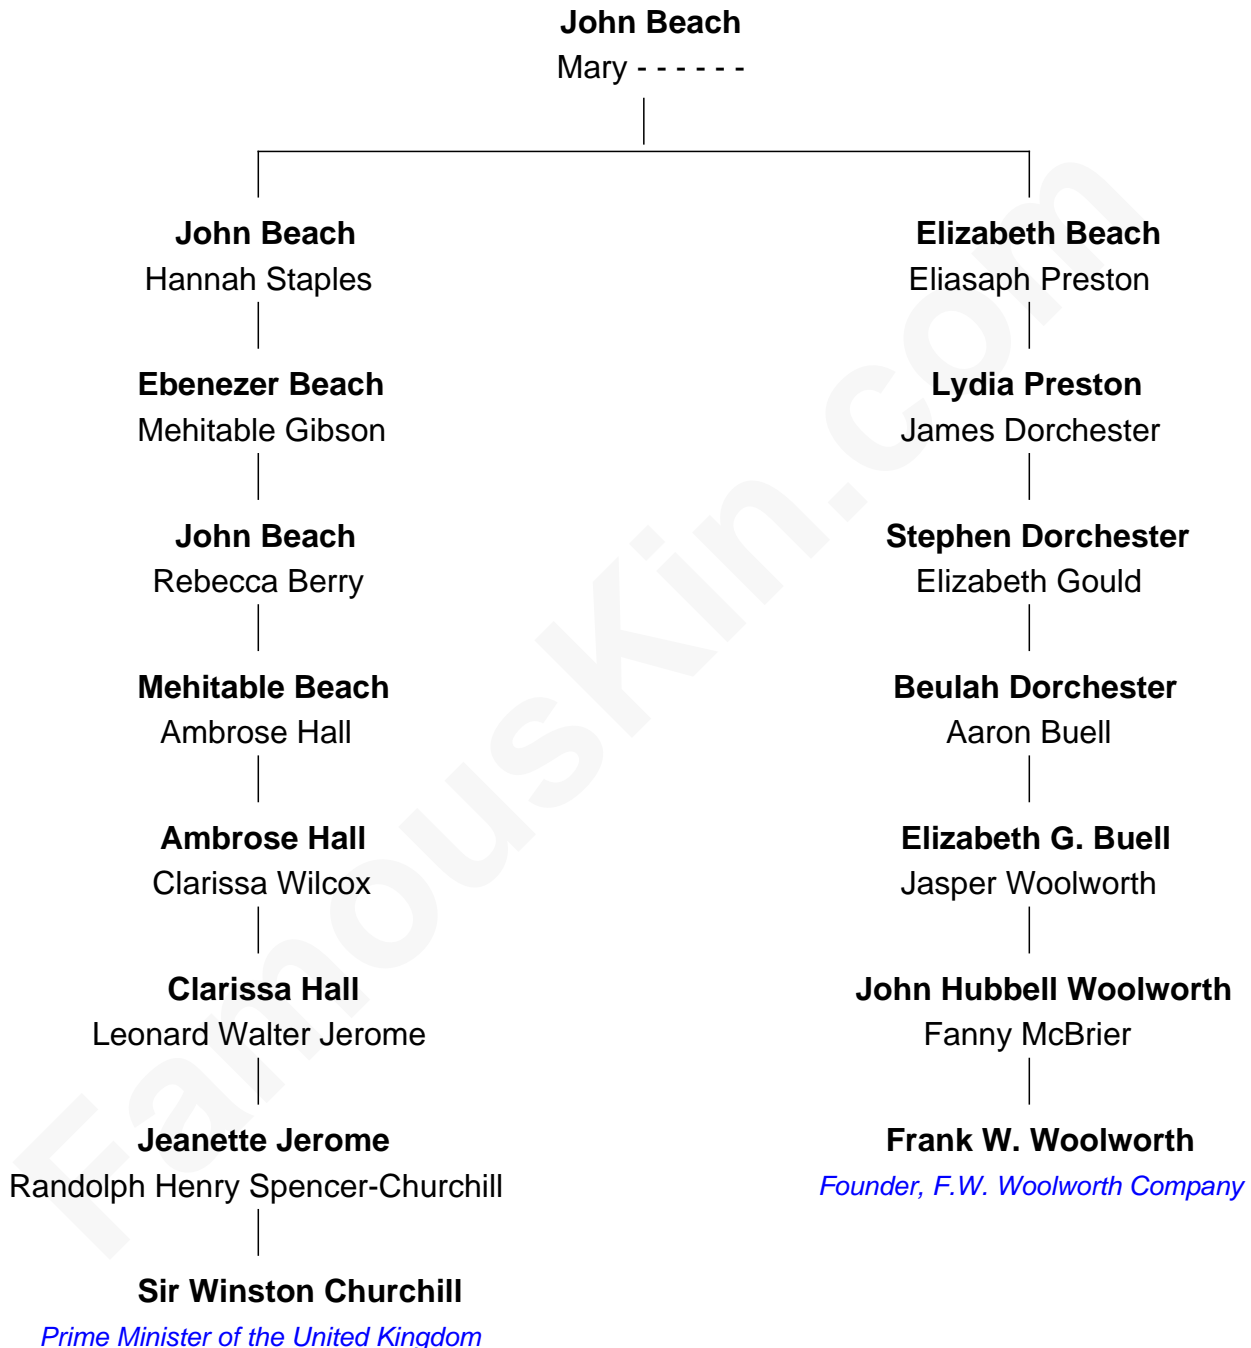 John Beach
Mary - - - - - -
John Beach
Hannah Staples
Elizabeth Beach
Eliasaph Preston
Ebenezer Beach
Mehitable Gibson
Lydia Preston
James Dorchester
John Beach
Rebecca Berry
Stephen Dorchester
Elizabeth Gould
Mehitable Beach
Ambrose Hall
Beulah Dorchester
Aaron Buell
Ambrose Hall
Clarissa Wilcox
Elizabeth G. Buell
Jasper Woolworth
Clarissa Hall
Leonard Walter Jerome
John Hubbell Woolworth
Fanny McBrier
Jeanette Jerome
Randolph Henry Spencer-Churchill
Frank W. Woolworth
Founder, F.W. Woolworth Company
Sir Winston Churchill
Prime Minister of the United Kingdom
FamousKin.com